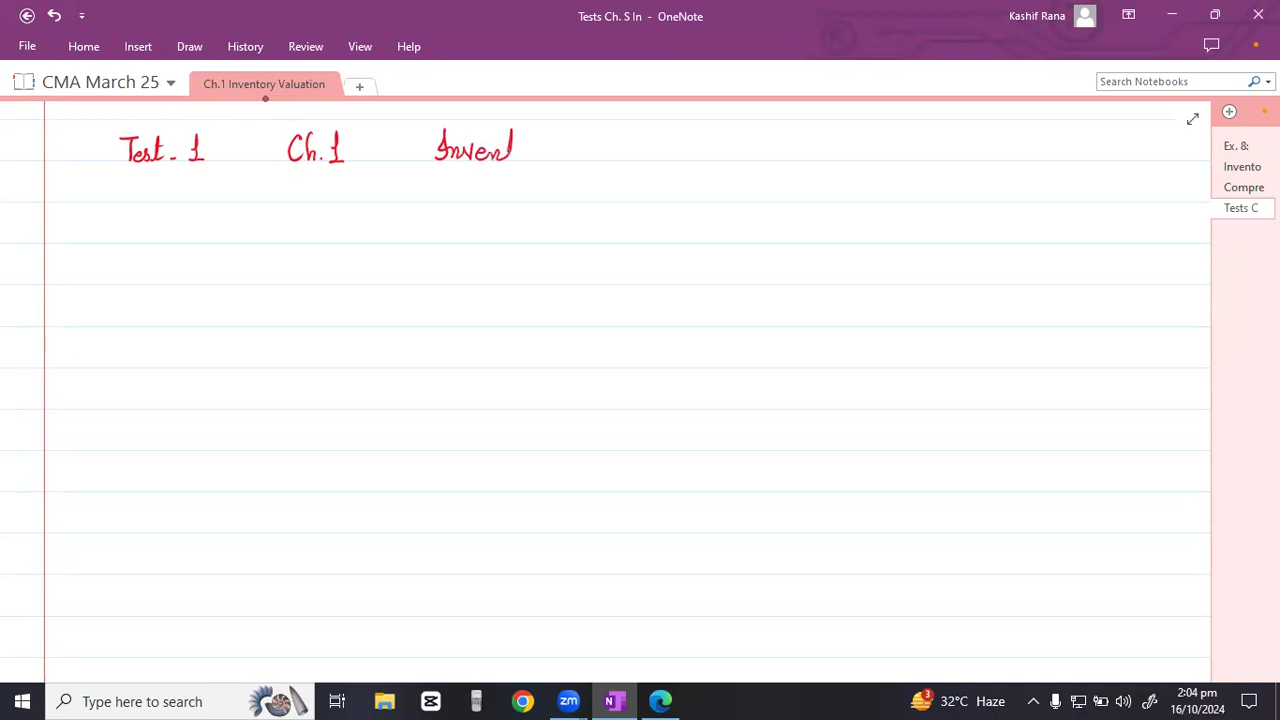 Tests Ch. S In - OneNote
Kashif Rana
File Home Insert Draw History Review View Help
CMA March 25
Ch.1 Inventory Valuation
Search Notebooks
Test - 1 Ch. 1 Invent
Ex. 8:
Invento
Compre
Tests C
Type here to search
3
32°C Haze
2:04 pm
16/10/2024